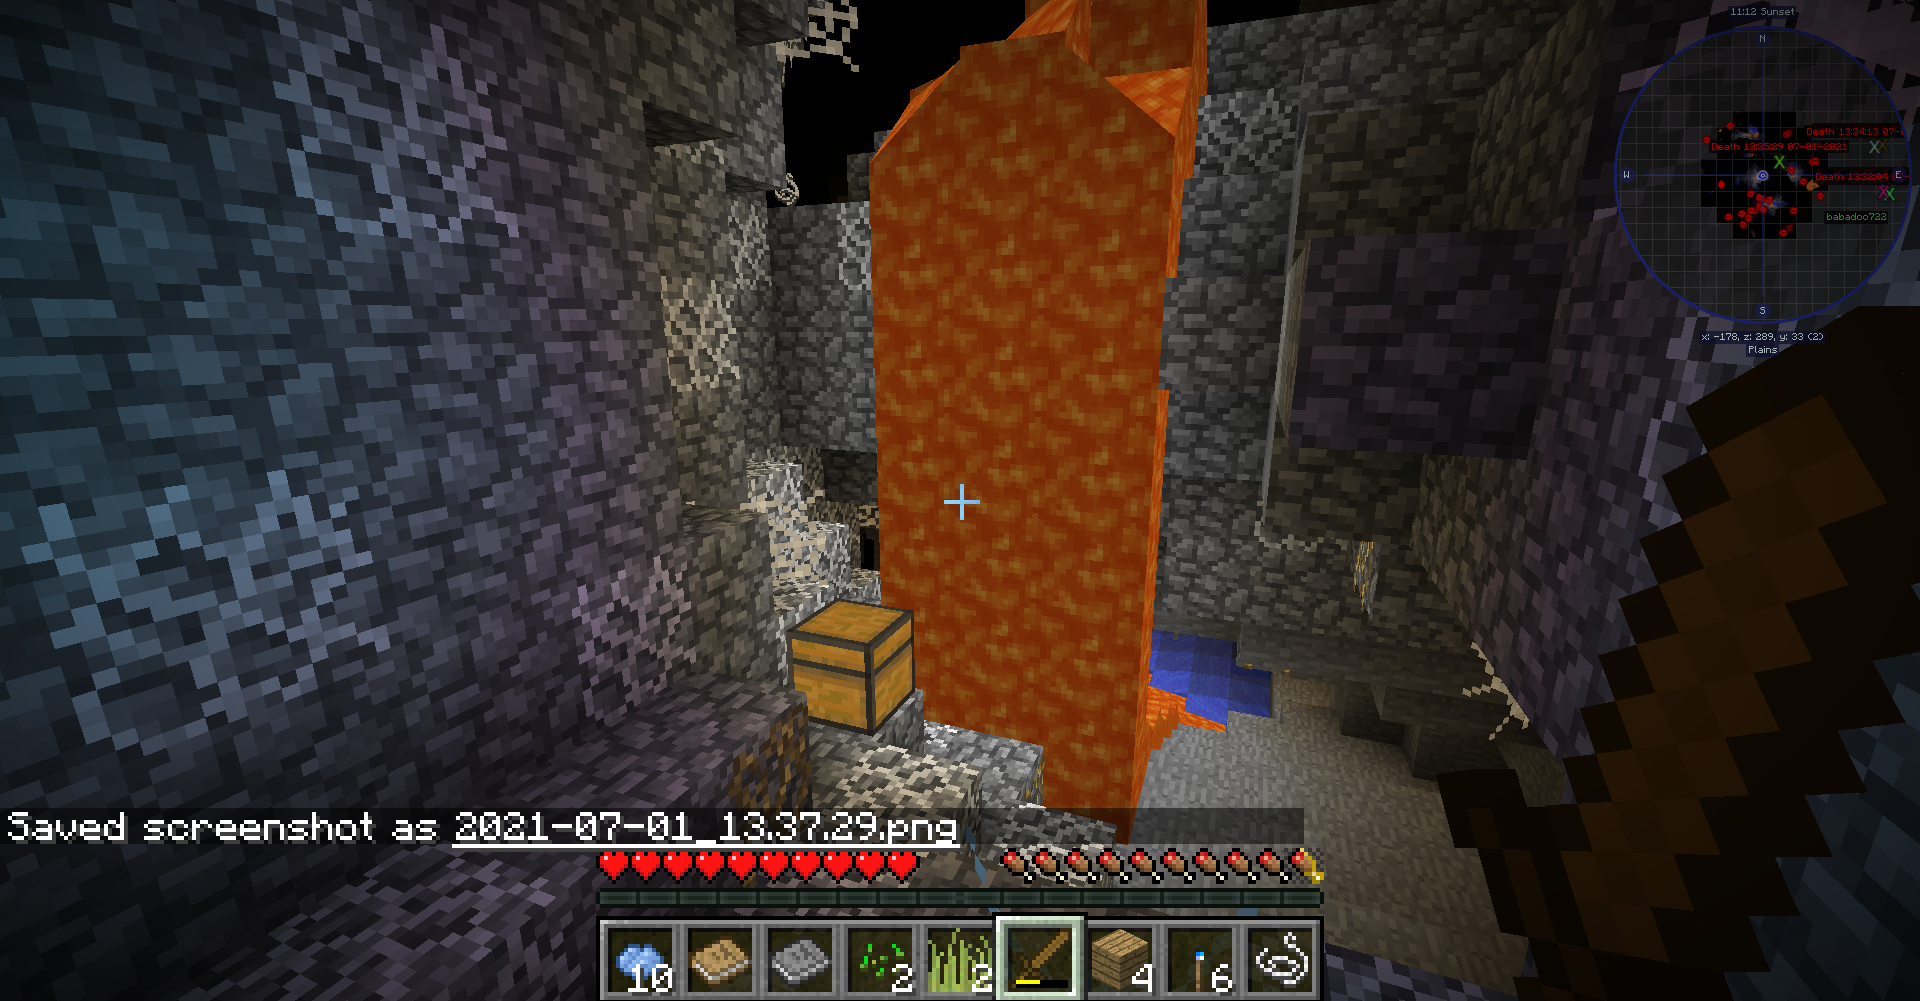 11:12 Sunset
N
Death 13:34:13 07-
Death 13:35:29 07-01-2021
W
E
Death 13:32:04
babadoo722
S
x: -178, z: 289, y: 33 (2)
Plains
Saved screenshot as 2021-07-01_13.37.29.png
10
2
2
4
6